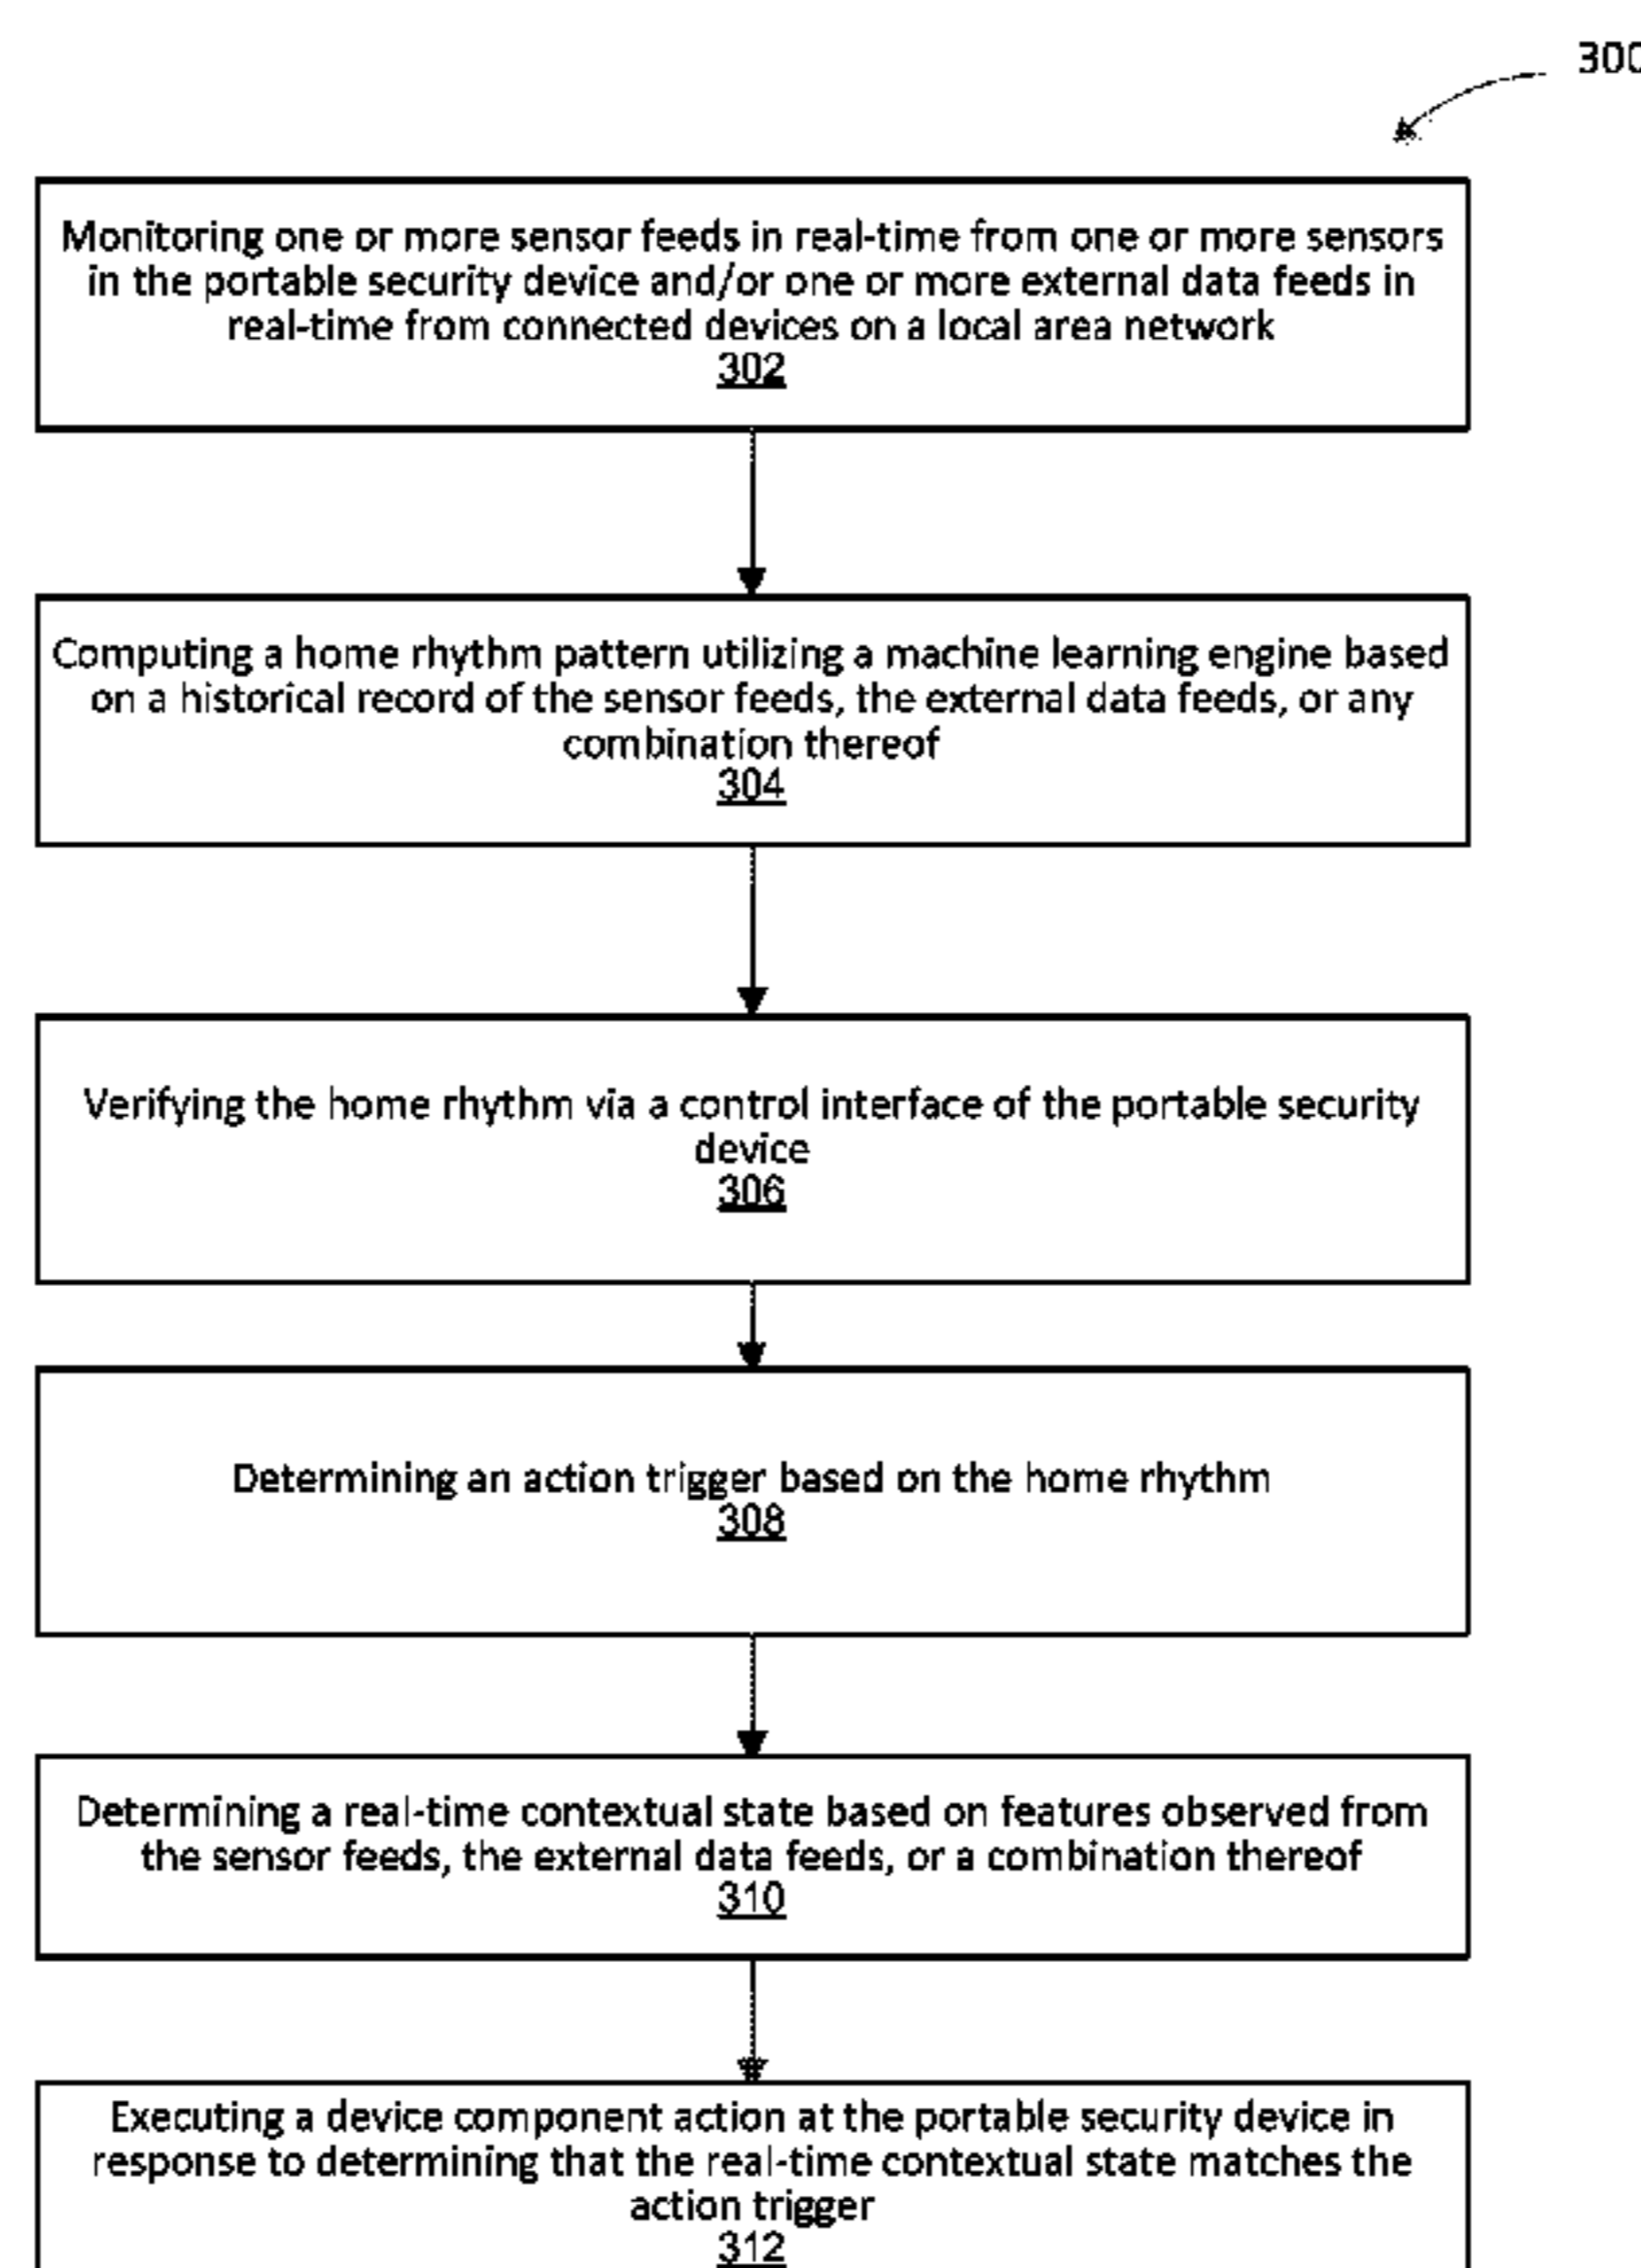 300
Monitoring one or more sensor feeds in real-time from one or more sensors
in the portable security device and/or one or more external data feeds in
real-time from connected devices on a local area network
302
Computing a home rhythm pattern utilizing a machine learning engine based
on a historical record of the sensor feeds, the external data feeds, or any
combination thereof
304
Verifying the home rhythm via a control interface of the portable security
device
306
Determining an action trigger based on the home rhythm
308
Determining a real-time contextual state based on features observed from
the sensor feeds, the external data feeds, or a combination thereof
310
Executing a device component action at the portable security device in
response to determining that the real-time contextual state matches the
action trigger
312